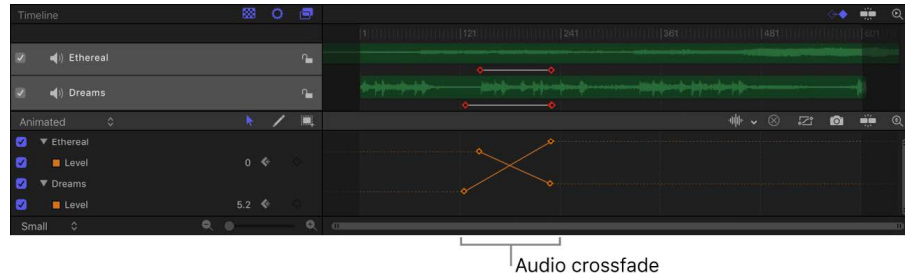 Timeline
1 121 241 361 481 601
Ethereal
Dreams
Animated
Ethereal
Level 0
Dreams
Level 5.2
Small
Audio crossfade